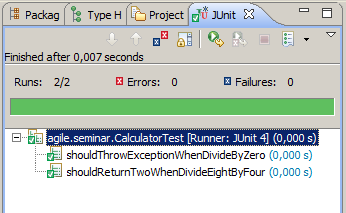 Packag Type H Project JUnit
Finished after 0,007 seconds
Runs: 2/2 Errors: 0 Failures: 0
agile.seminar.CalculatorTest [Runner: JUnit 4] (0,000 s)
shouldThrowExceptionWhenDivideByZero (0,000 s)
shouldReturnTwoWhenDivideEightByFour (0,000 s)